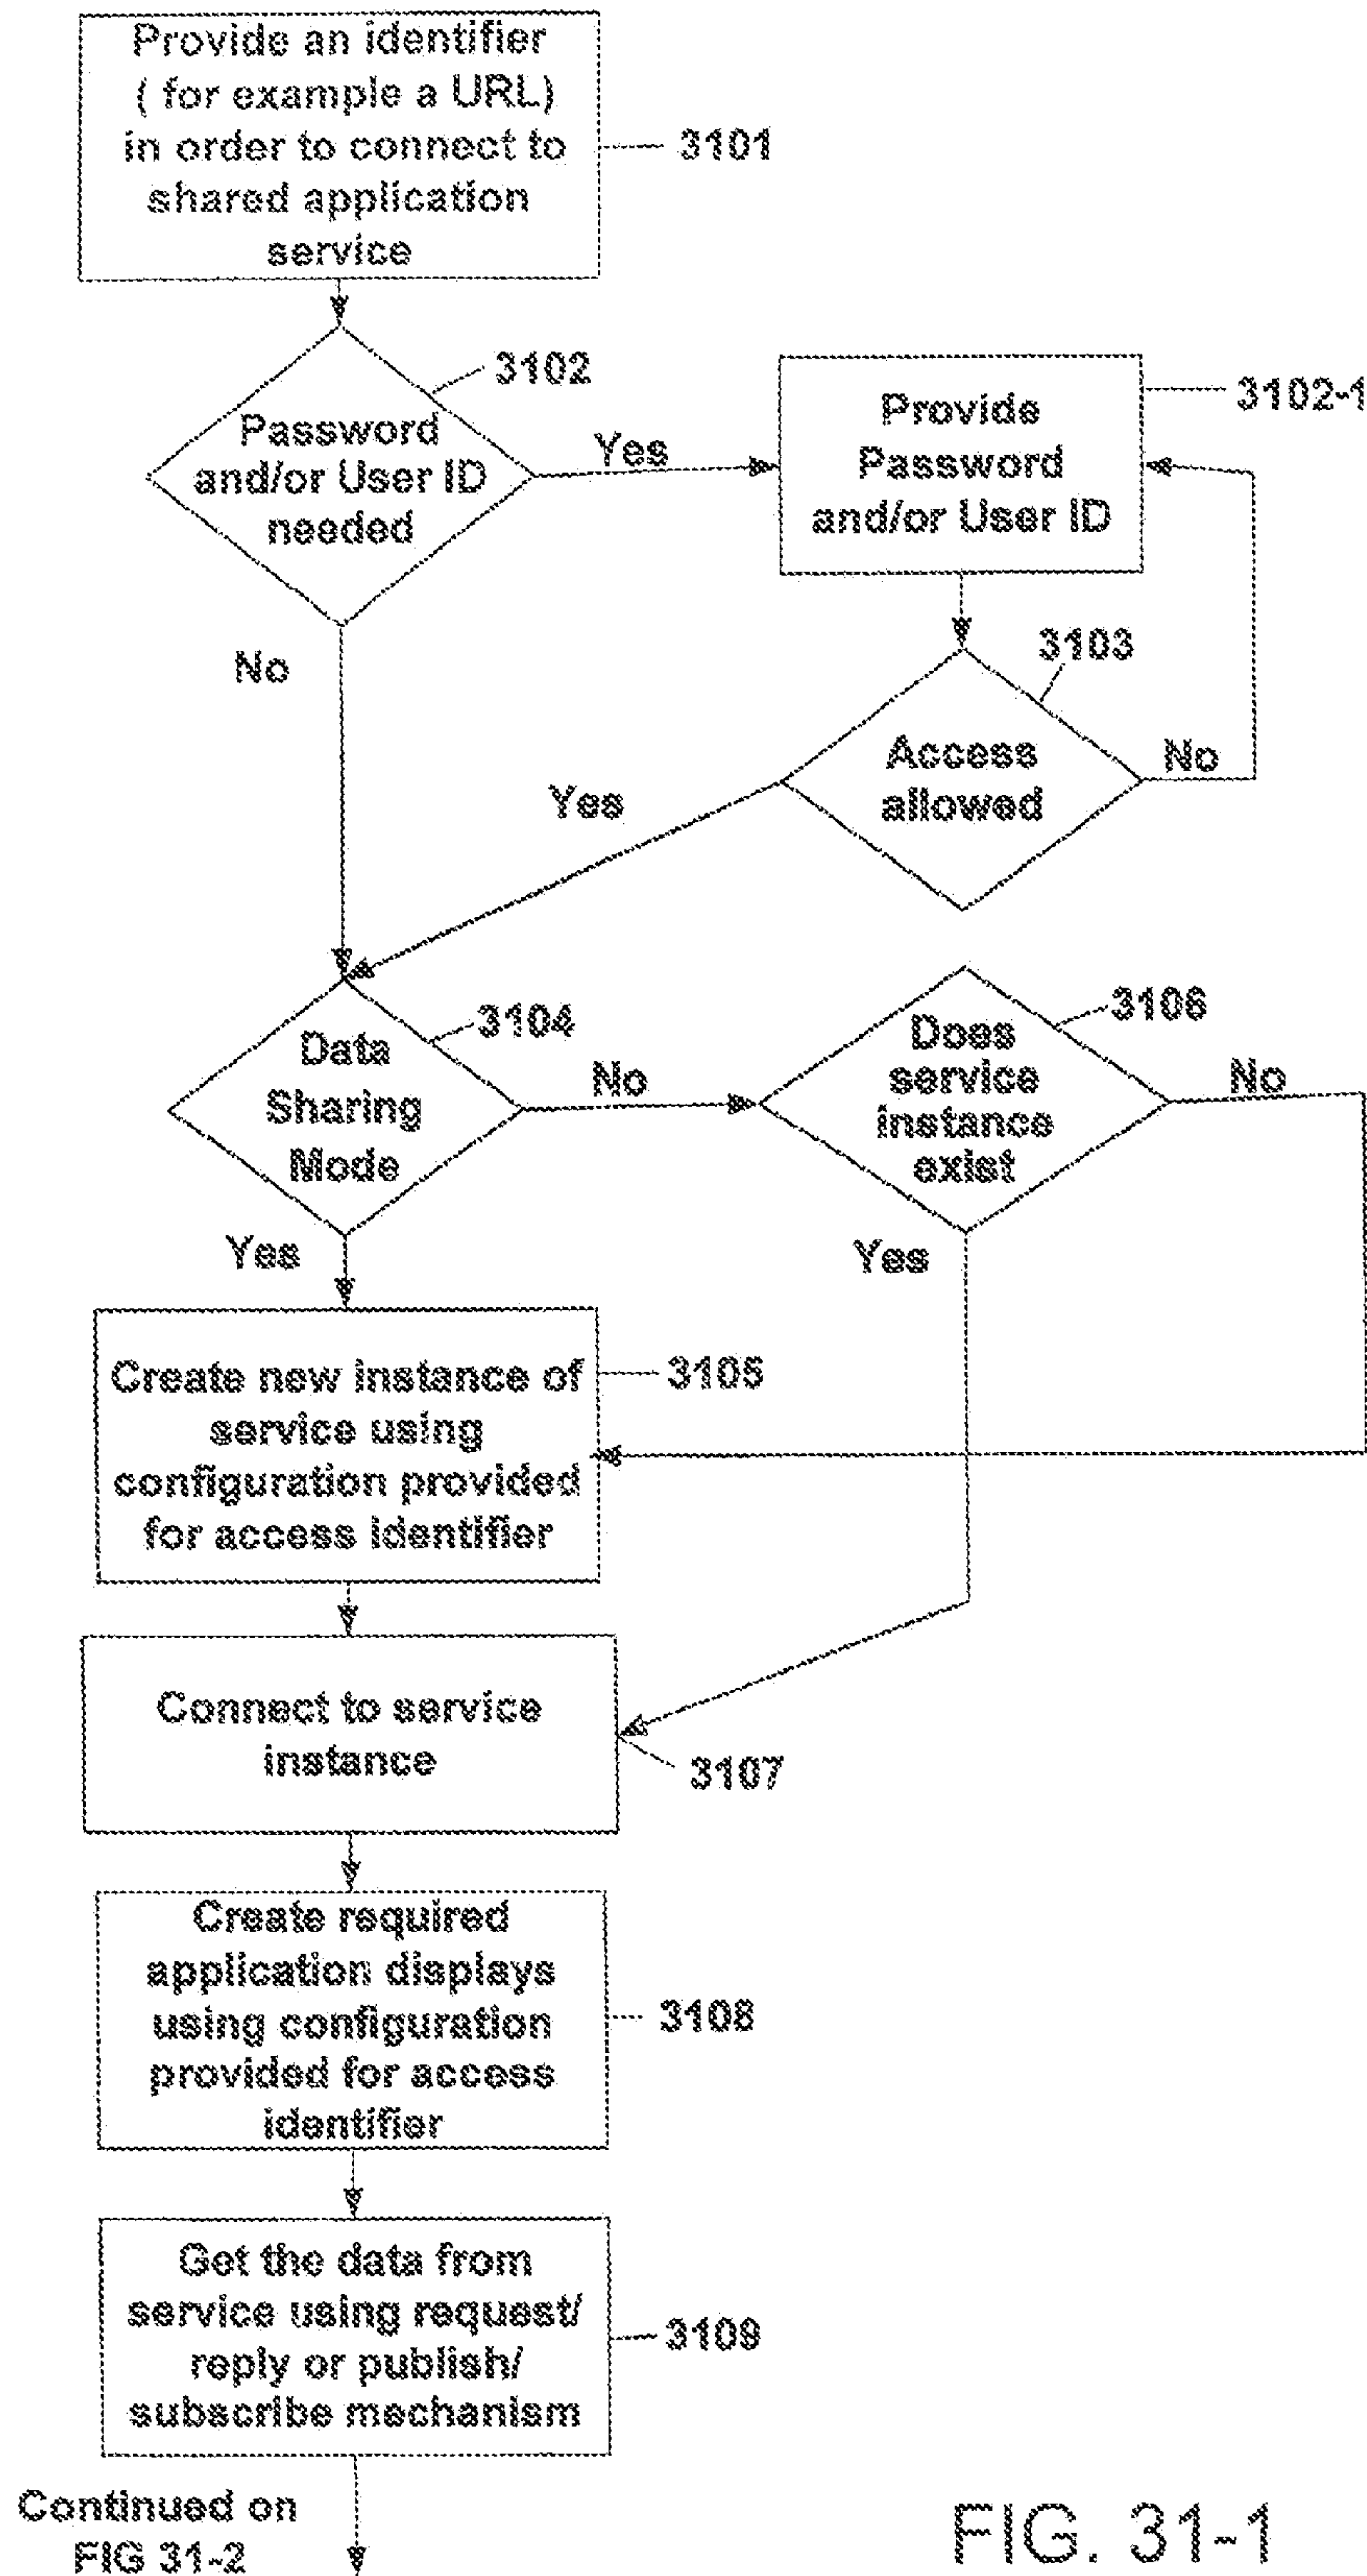 Provide an identifier
( for example a URL)
in order to connect to
shared application
service
3101
3102
Password
and/or User ID
needed
Yes
Provide
Password
and/or User ID
3102-1
No
3103
Access
allowed
No
Yes
3104
Data
Sharing
Mode
No
3106
Does
service
instance
exist
No
Yes
Yes
Create new instance of
service using
configuration provided
for access identifier
3105
Connect to service
instance
3107
Create required
application displays
using configuration
provided for access
identifier
3108
Get the data from
service using request/
reply or publish/
subscribe mechanism
3109
Continued on
FIG 31-2
FIG. 31-1